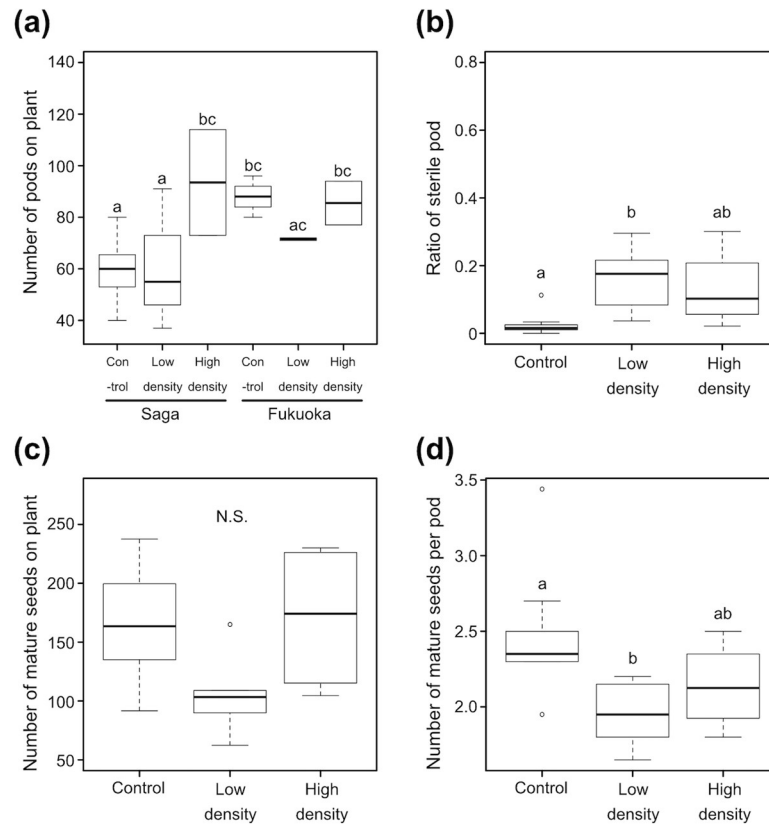 (a)
Number of pods on plant
140
120
100
80
60
40
a
a
bc
bc
ac
bc
Con
-trol
Low
density
High
density
Con
-trol
Low
density
High
density
Saga
Fukuoka
(b)
Ratio of sterile pod
0.8
0.6
0.4
0.2
0
a
b
ab
Control
Low
density
High
density
(c)
Number of mature seeds on plant
250
200
150
100
50
N.S.
Control
Low
density
High
density
(d)
Number of mature seeds per pod
3.5
3.0
2.5
2.0
a
b
ab
Control
Low
density
High
density